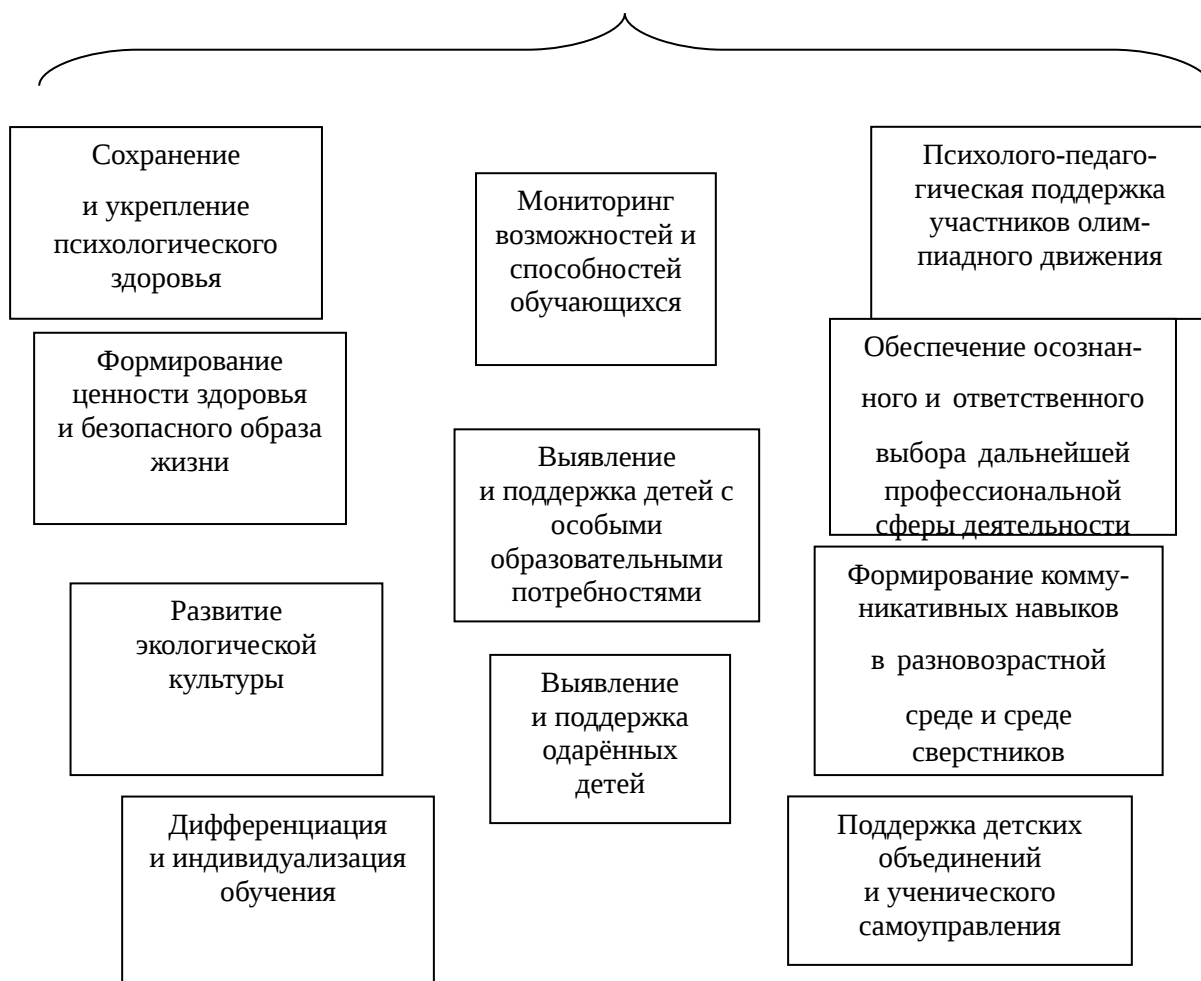 Сохранение
и укрепление
психологического
здоровья
Формирование
ценности здоровья
и безопасного образа
жизни
Развитие
экологической
культуры
Дифференциация
и индивидуализация
обучения
Мониторинг
возможностей и
способностей
обучающихся
Выявление
и поддержка детей с
особыми
образовательными
потребностями
Выявление
и поддержка
одарённых
детей
Психолого-педаго-
гическая поддержка
участников олим-
пиадного движения
Обеспечение осознан-
ного и ответственного
выбора дальнейшей
профессиональной
сферы деятельности
Формирование комму-
никативных навыков
в разновозрастной
среде и среде
сверстников
Поддержка детских
объединений
и ученического
самоуправления